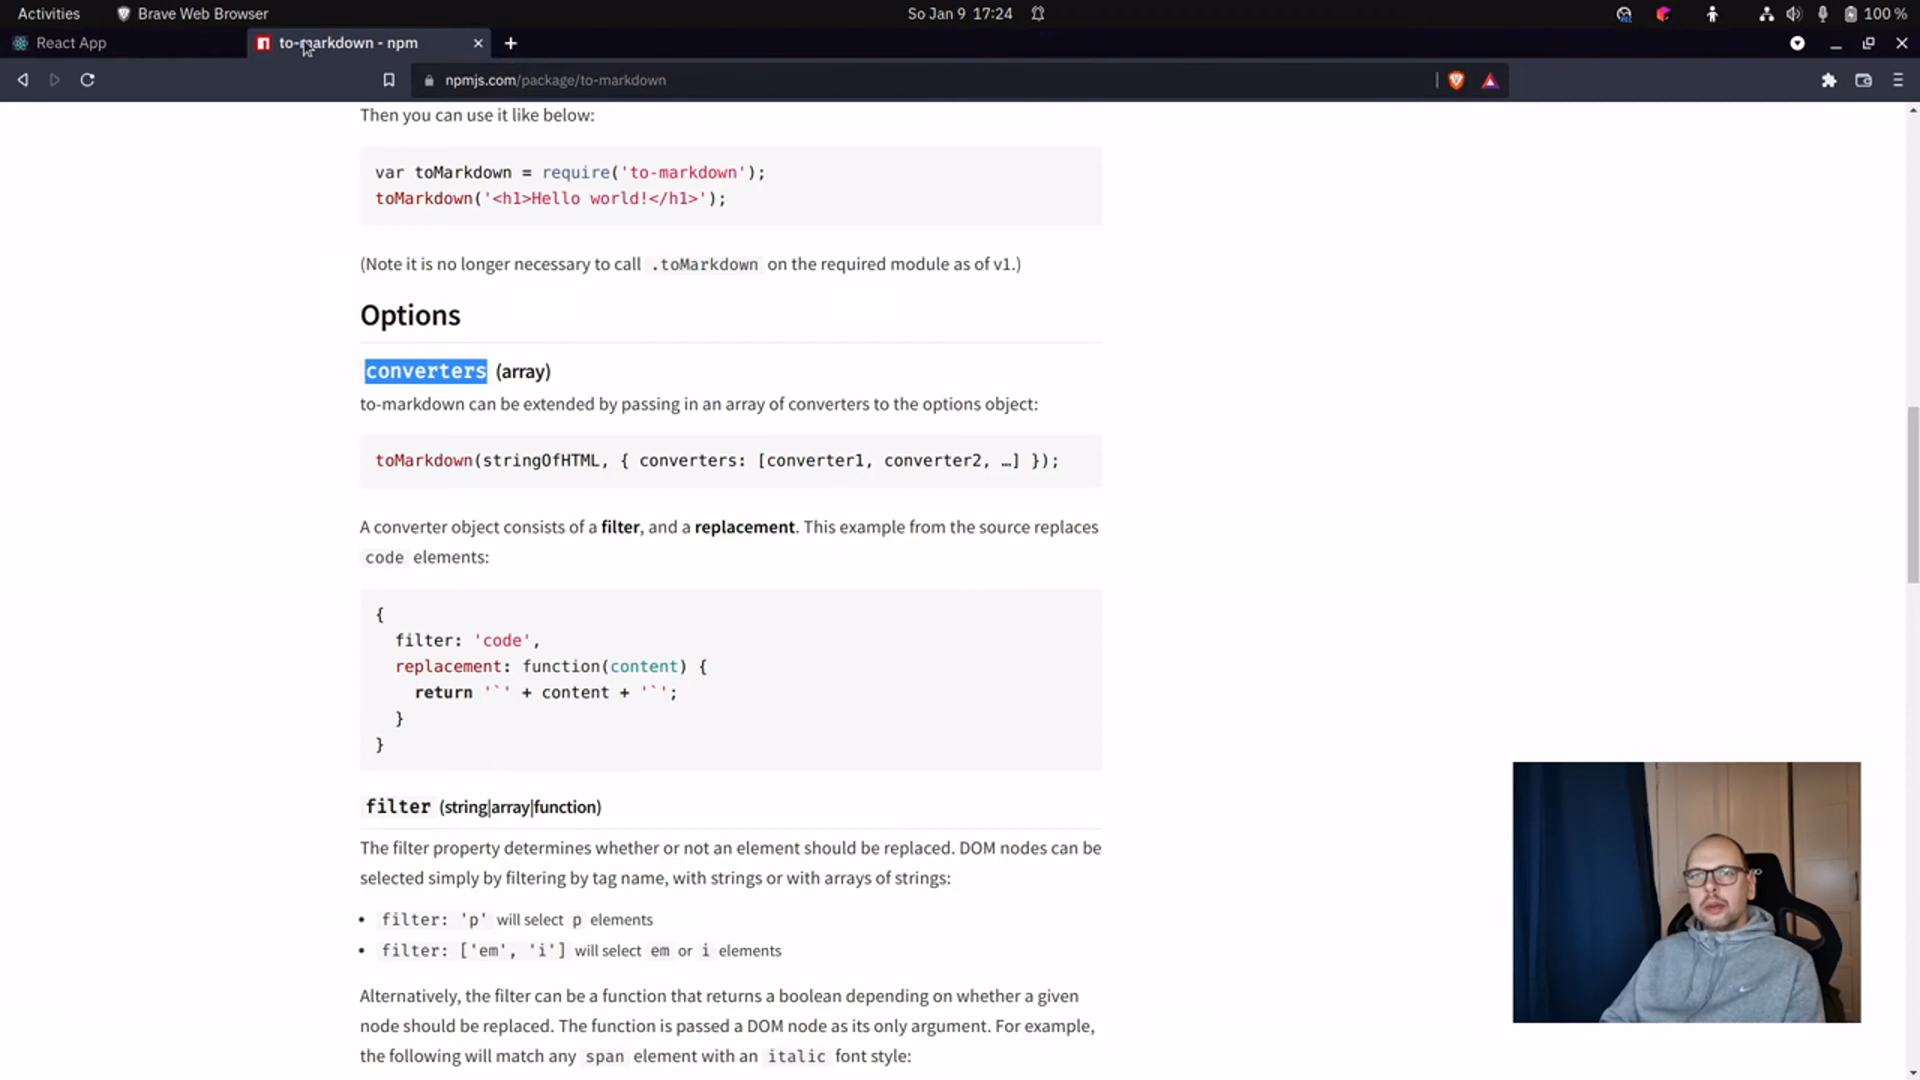 Activities
Brave Web Browser
So Jan 9 17:24
100 %
React App
to-markdown - npm
npmjs.com/package/to-markdown
Then you can use it like below:
var toMarkdown = require('to-markdown');
toMarkdown('<h1>Hello world!</h1>');
(Note it is no longer necessary to call .toMarkdown on the required module as of v1.)
Options
converters (array)
to-markdown can be extended by passing in an array of converters to the options object:
toMarkdown(stringOfHTML, { converters: [converter1, converter2, …] });
A converter object consists of a filter, and a replacement. This example from the source replaces
code elements:
{
filter: 'code',
replacement: function(content) {
return '`' + content + '`';
}
}
filter (string|array|function)
The filter property determines whether or not an element should be replaced. DOM nodes can be
selected simply by filtering by tag name, with strings or with arrays of strings:
• filter: 'p' will select p elements
• filter: ['em', 'i'] will select em or i elements
Alternatively, the filter can be a function that returns a boolean depending on whether a given
node should be replaced. The function is passed a DOM node as its only argument. For example,
the following will match any span element with an italic font style: